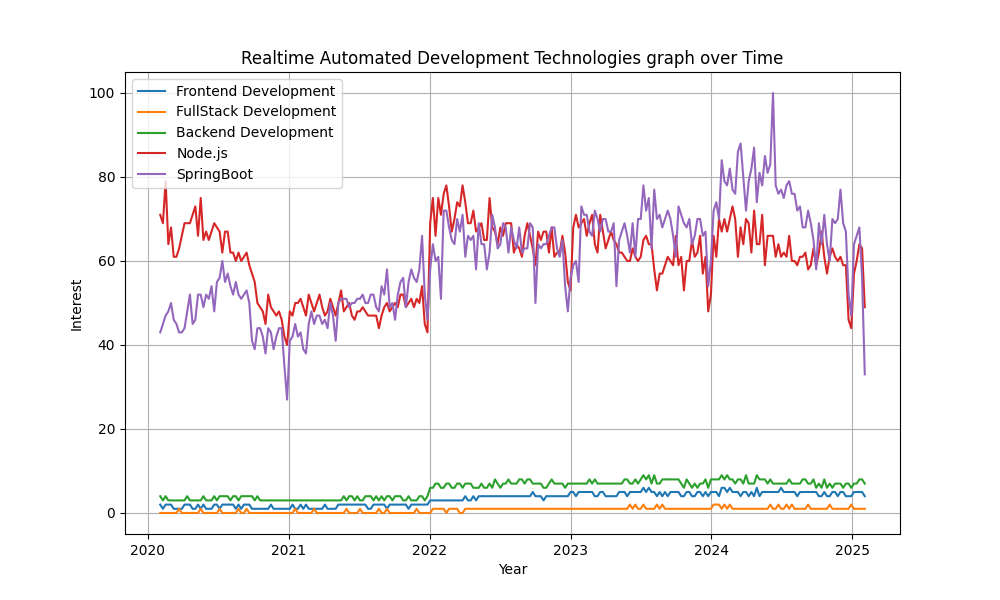 Realtime Automated Development Technologies graph over Time
Frontend Development
FullStack Development
Backend Development
Node.js
SpringBoot
100
80
60
40
20
0
Interest
2020 2021 2022 2023 2024 2025
Year